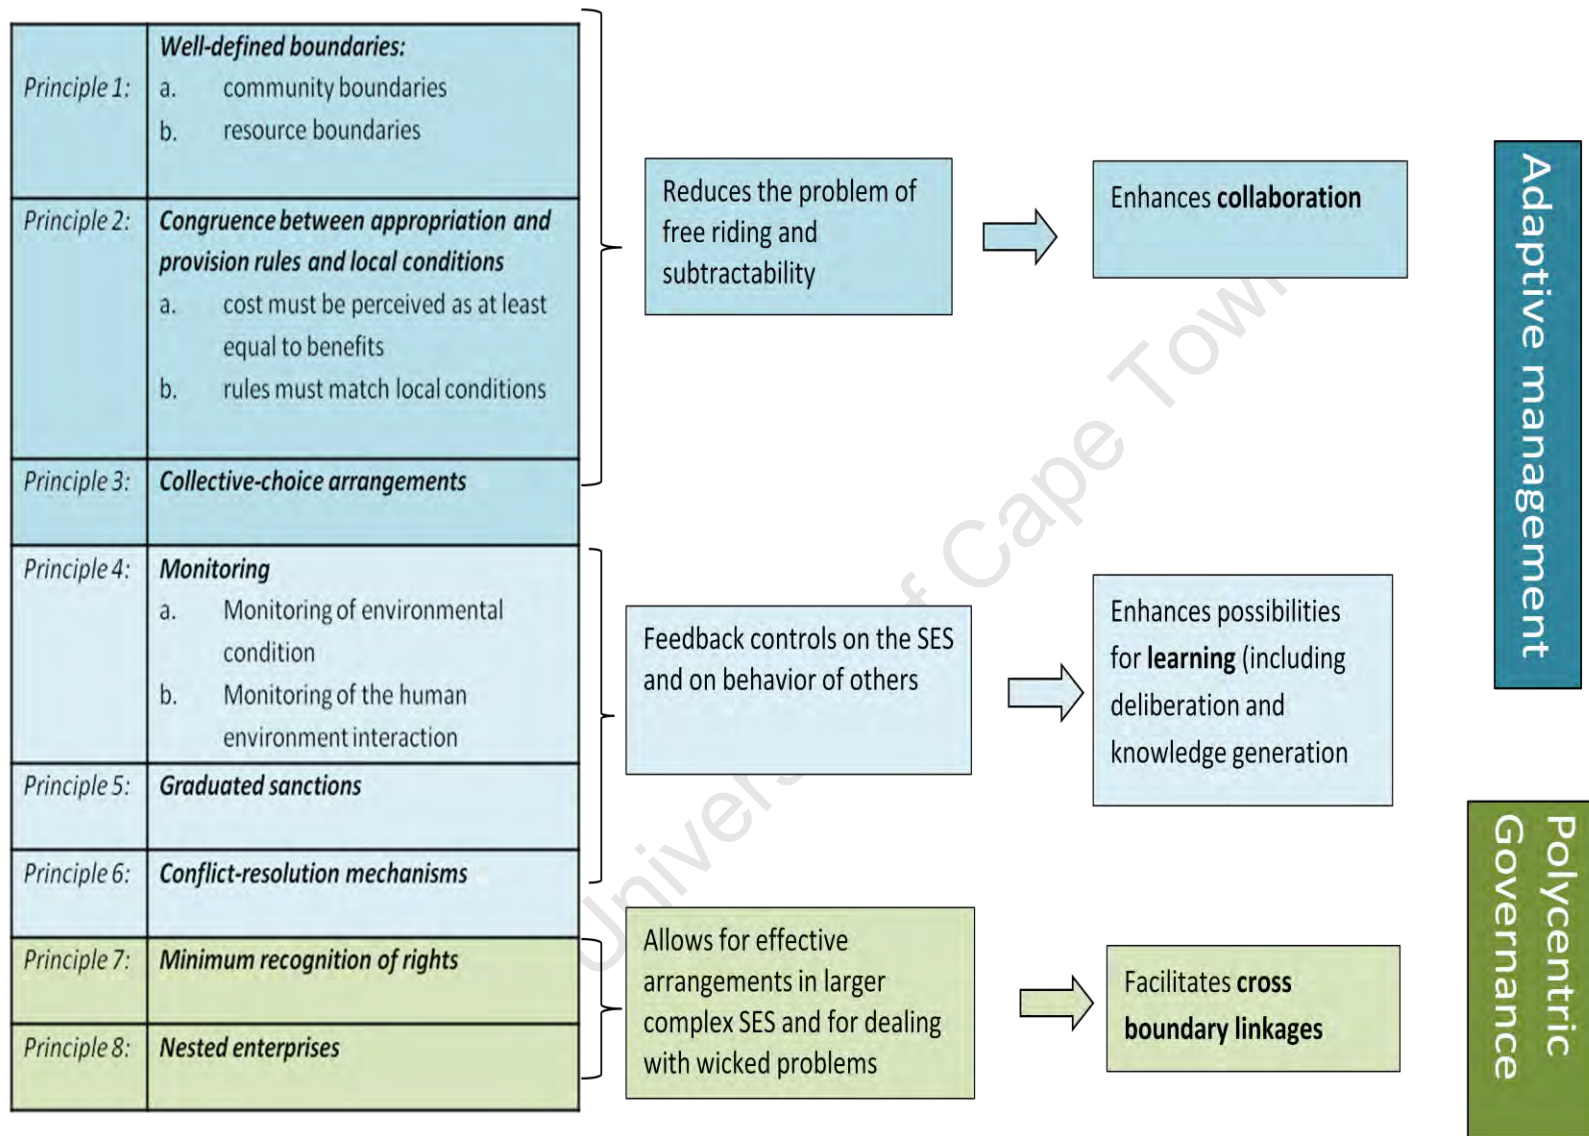 Principle 1:
Well-defined boundaries:
a. community boundaries
b. resource boundaries
Principle 2:
Congruence between appropriation and
provision rules and local conditions
a. cost must be perceived as at least
equal to benefits
b. rules must match local conditions
Principle 3:
Collective-choice arrangements
Principle 4:
Monitoring
a. Monitoring of environmental
condition
b. Monitoring of the human
environment interaction
Principle 5:
Graduated sanctions
Principle 6:
Conflict-resolution mechanisms
Principle 7:
Minimum recognition of rights
Principle 8:
Nested enterprises
Reduces the problem of
free riding and
subtractability
Enhances collaboration
Feedback controls on the SES
and on behavior of others
Enhances possibilities
for learning (including
deliberation and
knowledge generation
Allows for effective
arrangements in larger
complex SES and for dealing
with wicked problems
Facilitates cross
boundary linkages
Adaptive management
Polycentric
Governance
University of Cape Town